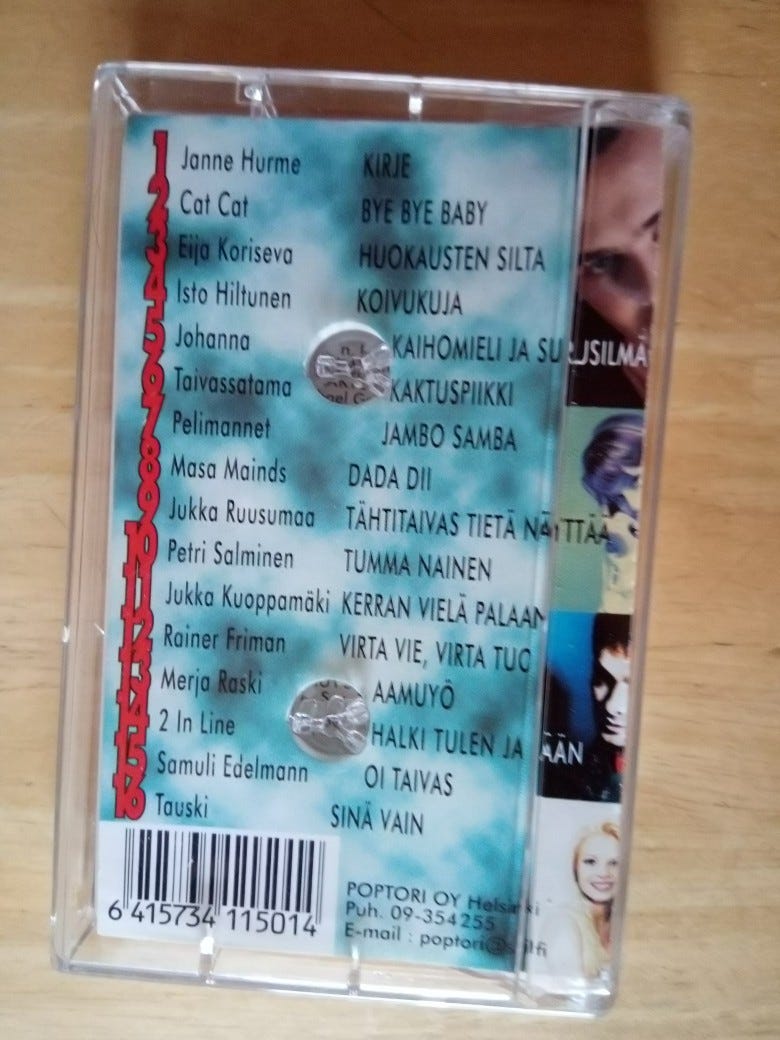 1 Janne Hurme KIRJE
2 Cat Cat BYE BYE BABY
3 Eija Koriseva HUOKAUSTEN SILTA
4 Isto Hiltunen KOIVUKUJA
5 Johanna KAIHOMIELI JA SURUSILMÄ
6 Taivassatama KAKTUSPIIKKI
7 Pelimannet JAMBO SAMBA
8 Masa Mainds DADA DII
9 Jukka Ruusumaa TÄHTITAIVAS TIETÄ NÄYTTÄÄ
10 Petri Salminen TUMMA NAINEN
11 Jukka Kuoppamäki KERRAN VIELÄ PALAAN
12 Rainer Friman VIRTA VIE, VIRTA TUO
13 Merja Raski AAMUYÖ
14 2 In Line HALKI TULEN JA ÄÄN
15 Samuli Edelmann OI TAIVAS
16 Tauski SINÄ VAIN
6 415734 115014
POPTORI OY Helsinki
Puh. 09-354255
E-mail :